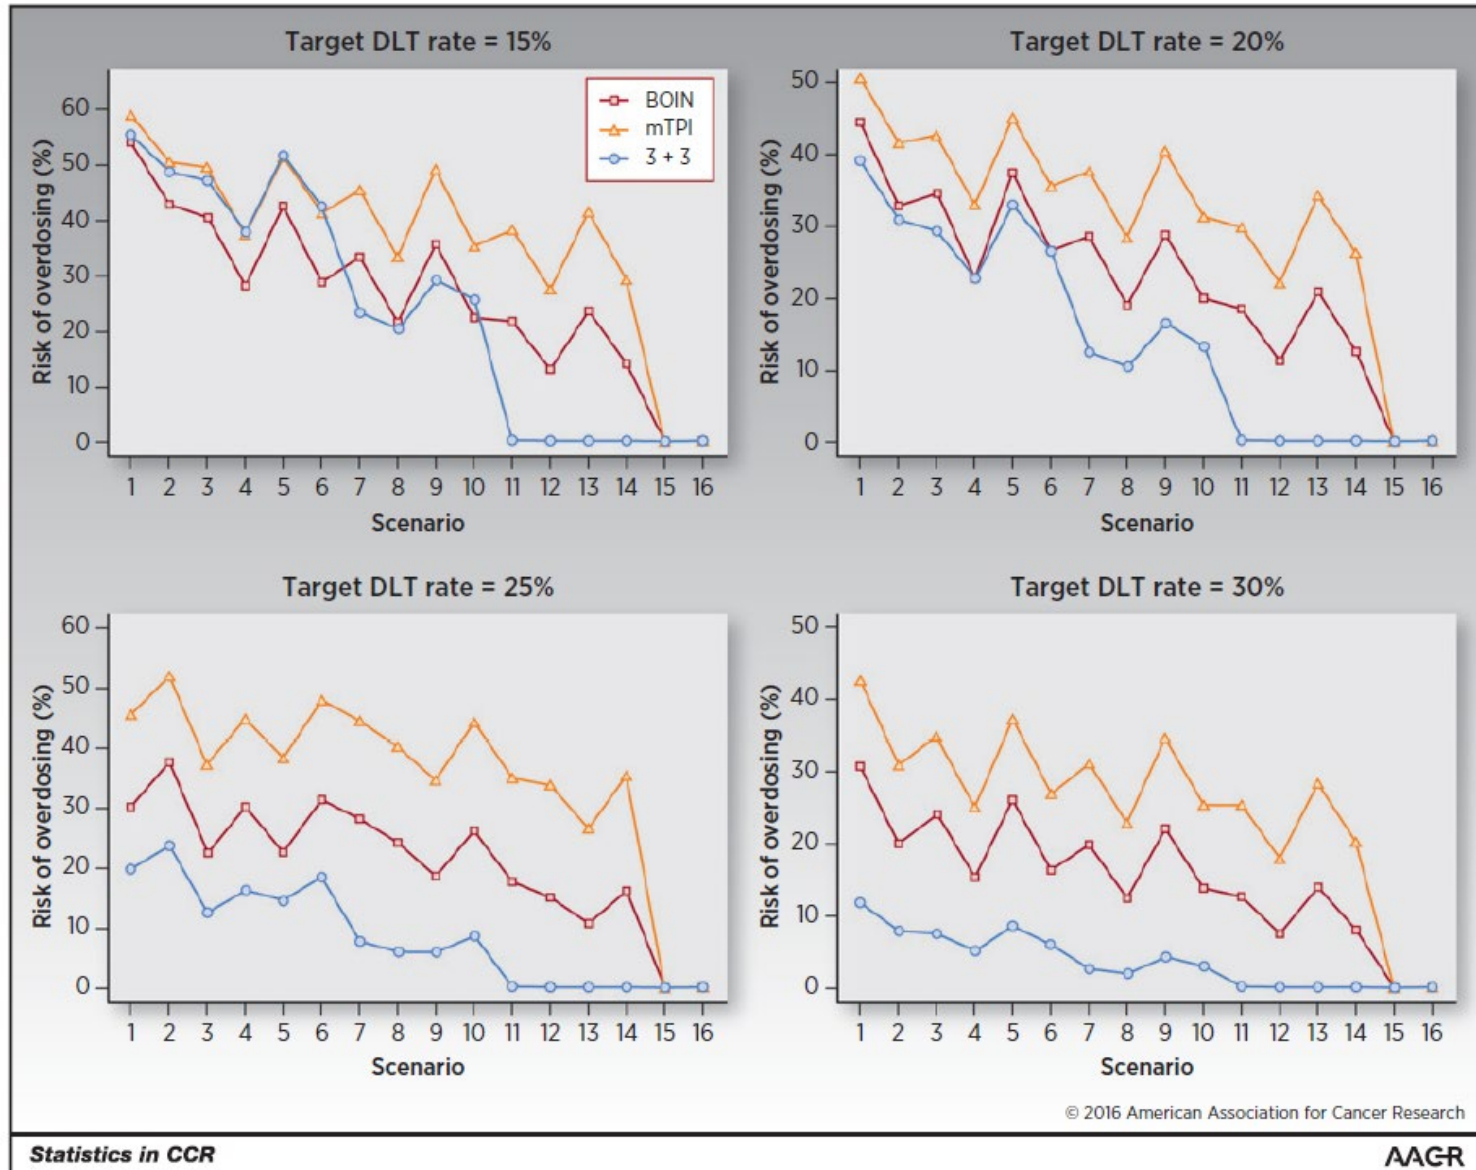 Target DLT rate = 15%
Risk of overdosing (%)
60
50
40
30
20
10
0
BOIN
mTPI
3 + 3
1 2 3 4 5 6 7 8 9 10 11 12 13 14 15 16
Scenario
Target DLT rate = 20%
Risk of overdosing (%)
50
40
30
20
10
0
1 2 3 4 5 6 7 8 9 10 11 12 13 14 15 16
Scenario
Target DLT rate = 25%
Risk of overdosing (%)
60
50
40
30
20
10
0
1 2 3 4 5 6 7 8 9 10 11 12 13 14 15 16
Scenario
Target DLT rate = 30%
Risk of overdosing (%)
50
40
30
20
10
0
1 2 3 4 5 6 7 8 9 10 11 12 13 14 15 16
Scenario
© 2016 American Association for Cancer Research
Statistics in CCR
AACR